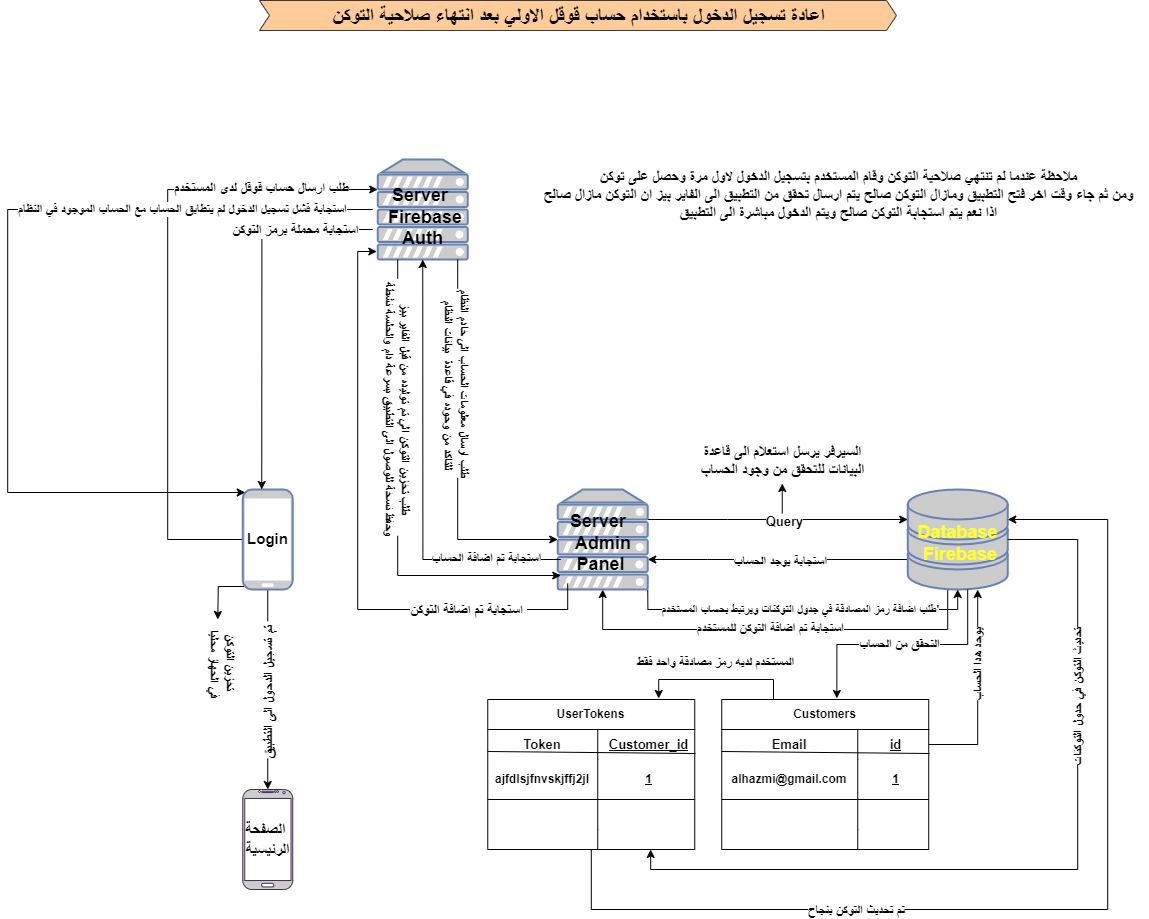 اعادة تسجيل الدخول باستخدام حساب قوقل الاولي بعد انتهاء صلاحية التوكن
ملاحظة عندما لم تنتهي صلاحية التوكن وقام المستخدم بتسجيل الدخول لاول مرة وحصل على توكن
ومن ثم جاء وقت اخر فتح التطبيق ومازال التوكن صالح يتم ارسال تحقق من التطبيق الى الفاير بيز ان التوكن مازال صالح
اذا نعم يتم استجابة التوكن صالح ويتم الدخول مباشرة الى التطبيق
Server
Firebase
Auth
طلب ارسال حساب قوقل لدى المستخدم
استجابة فشل تسجيل الدخول لم يتطابق الحساب مع الحساب الموجود في النظام
استجابة محملة برمز التوكن
طلب تخزين التوكن الي تم توليده من قبل الفاير بيز
وحفظ نسخة للوصول الى التطبيق بسرعة دام والجلسة نشطة
طلب ارسال معلومات الحساب الى خادم النظام
للتاكد من وجوده في قاعدة بيانات النظام
السيرفر يرسل استعلام الى قاعدة
البيانات للتحقق من وجود الحساب
Login
Server
Admin
Panel
Query
Database
Firebase
استجابة تم اضافة الحساب
استجابة يوجد الحساب
استجابة تم اضافة التوكن
طلب اضافة رمز المصادقة في جدول التوكنات ويرتبط بحساب المستخدم'
استجابة تم اضافة التوكن للمستخدم
التحقق من الحساب
يوجد هذا الحساب
تحديث التوكن في جدول التوكنات
المستخدم لديه رمز مصادقة واحد فقط
تخزين التوكن
في الجهاز محليا
تم تسجيل الدخول الى التطبيق
UserTokens
Token
Customer_id
ajfdlsjfnvskjffj2jl
1
Customers
Email
id
alhazmi@gmail.com
1
الصفحة
الرئيسية
تم تحديث التوكن بنجاح